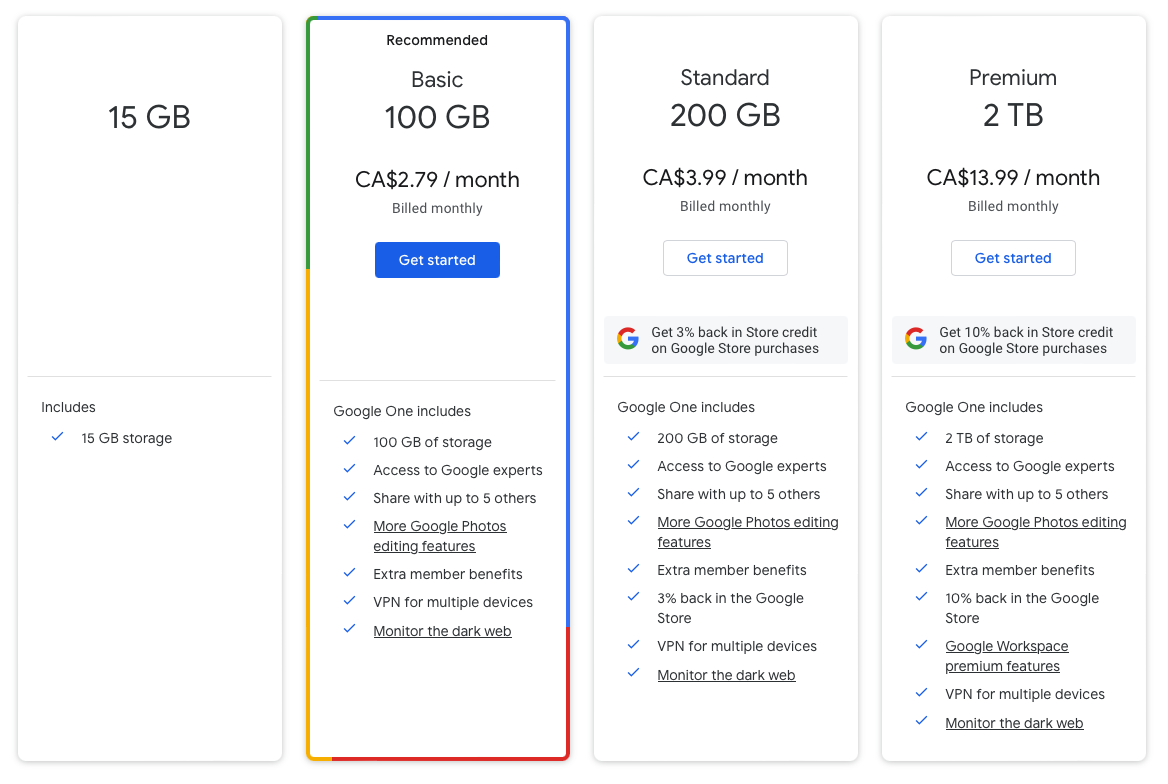 15 GB
Includes
15 GB storage
Recommended
Basic
100 GB
CA$2.79 / month
Billed monthly
Get started
Google One includes
100 GB of storage
Access to Google experts
Share with up to 5 others
More Google Photos
editing features
Extra member benefits
VPN for multiple devices
Monitor the dark web
Standard
200 GB
CA$3.99 / month
Billed monthly
Get started
Get 3% back in Store credit
on Google Store purchases
Google One includes
200 GB of storage
Access to Google experts
Share with up to 5 others
More Google Photos editing
features
Extra member benefits
3% back in the Google
Store
VPN for multiple devices
Monitor the dark web
Premium
2 TB
CA$13.99 / month
Billed monthly
Get started
Get 10% back in Store credit
on Google Store purchases
Google One includes
2 TB of storage
Access to Google experts
Share with up to 5 others
More Google Photos editing
features
Extra member benefits
10% back in the Google
Store
Google Workspace
premium features
VPN for multiple devices
Monitor the dark web